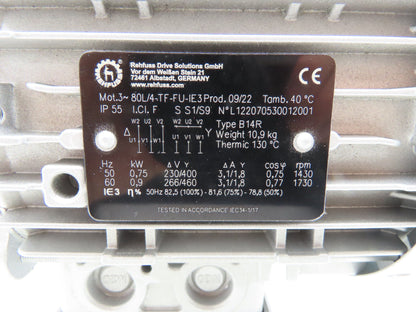 Rehfuss Drive Solutions GmbH
Vor dem Weißen Stein 21
72461 Albstadt, GERMANY
www.rehfuss.com
CE
Mot.3~ 80L/4-TF-FU-IE3 Prod. 09/22 Tamb. 40 °C
IP 55 I.Cl. F S S1/S9 N°L122070530012001
W2 U2 V2 W2 U2 V2 Type B14R
U1 V1 W1 U1 V1 W1 Weight 10,9 kg
Δ Y Thermic 130 °C
Hz kW Δ V Y Δ A Y cosφ rpm
50 0,75 230/400 3,1/1,8 0,75 1430
60 0,9 266/460 3,1/1,8 0,77 1730
IE3 η% 50Hz 82,5 (100%) - 81,6 (75%) - 78,8 (50%)
TESTED IN ACCORDANCE IEC34-1/17